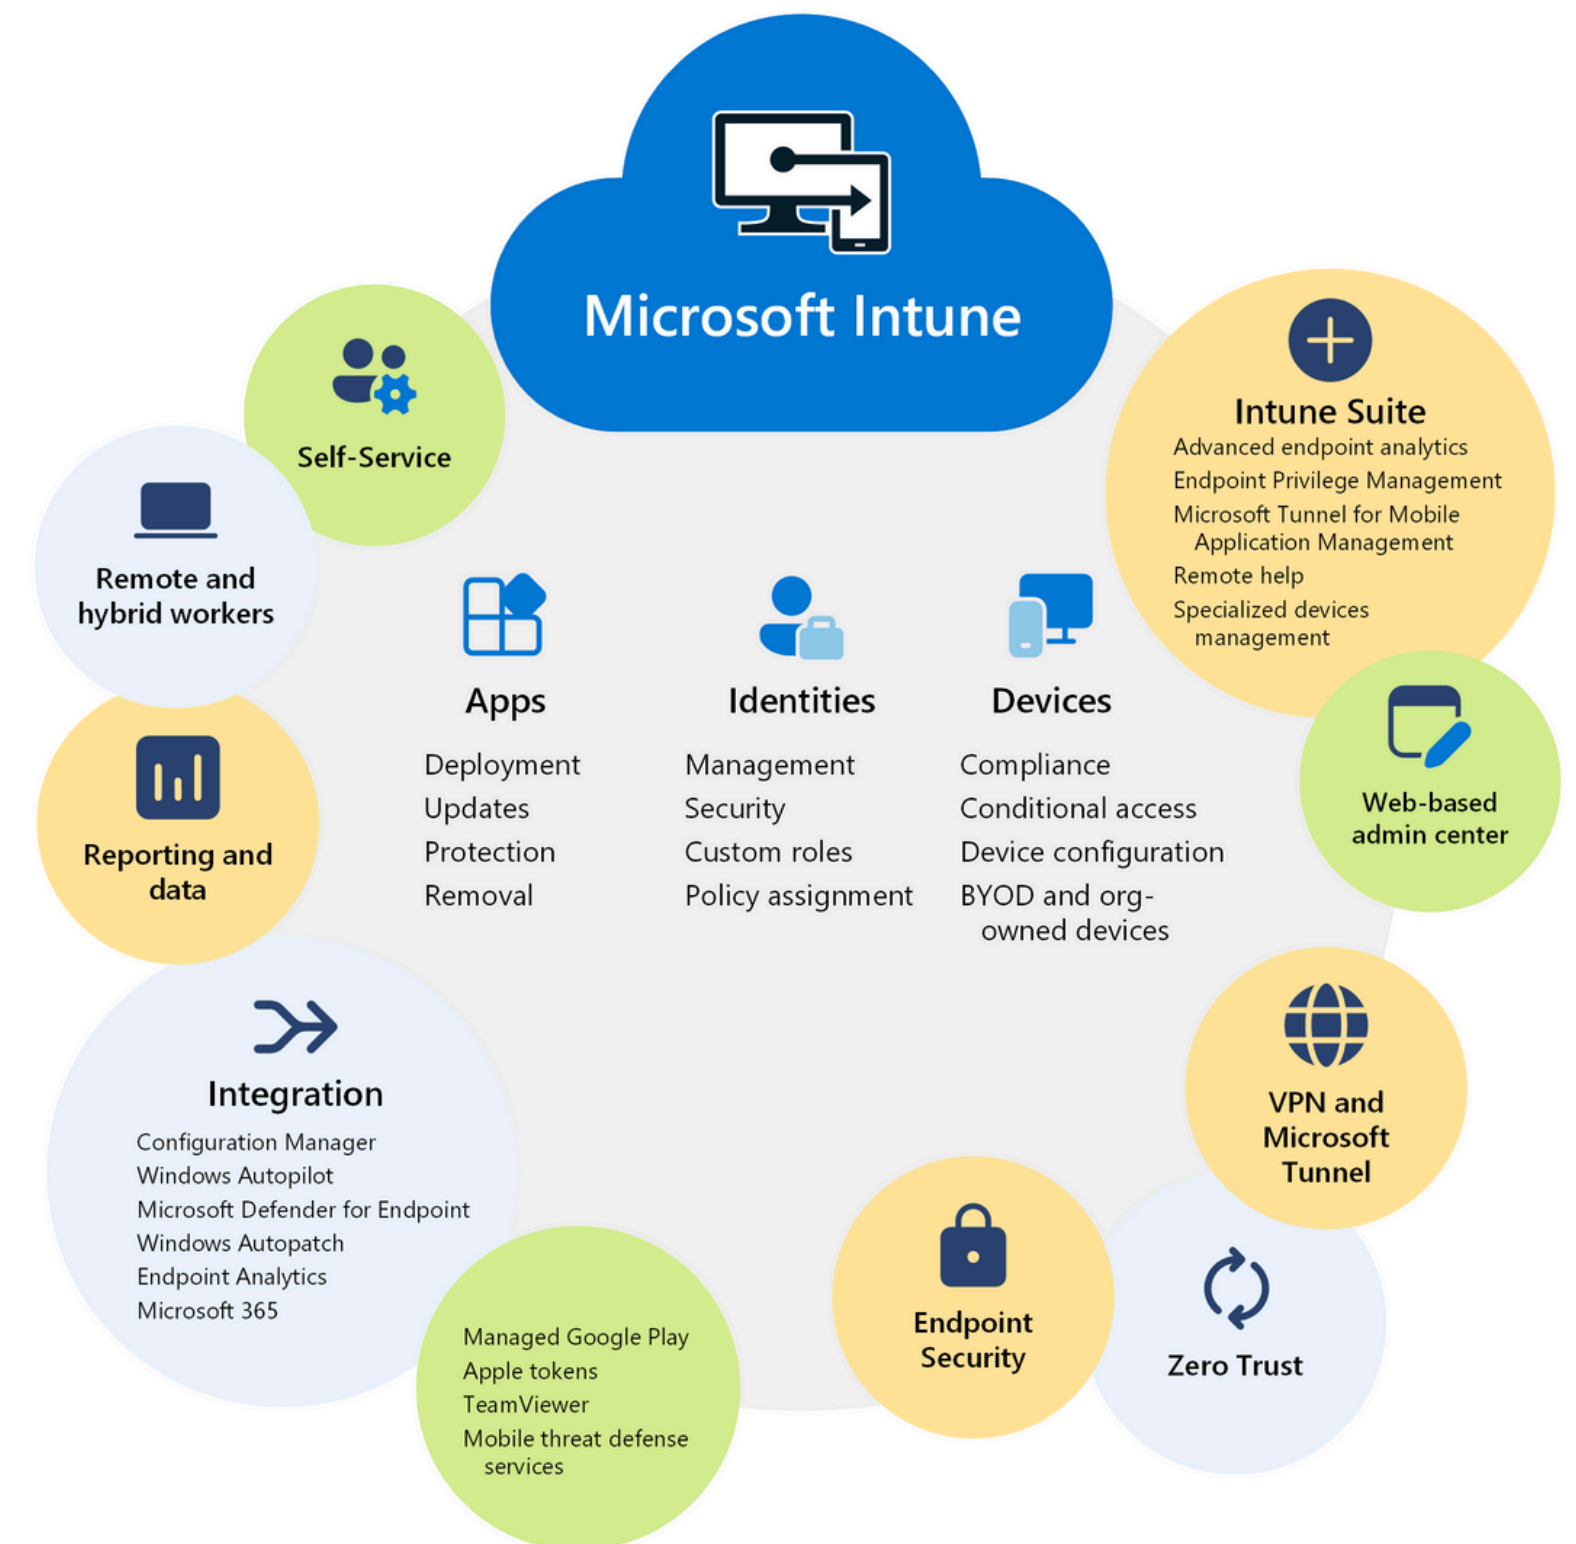 Microsoft Intune
Self-Service
Remote and
hybrid workers
Reporting and
data
Integration
Configuration Manager
Windows Autopilot
Microsoft Defender for Endpoint
Windows Autopatch
Endpoint Analytics
Microsoft 365
Managed Google Play
Apple tokens
TeamViewer
Mobile threat defense
services
Apps
Deployment
Updates
Protection
Removal
Identities
Management
Security
Custom roles
Policy assignment
Devices
Compliance
Conditional access
Device configuration
BYOD and org-
owned devices
Intune Suite
Advanced endpoint analytics
Endpoint Privilege Management
Microsoft Tunnel for Mobile
Application Management
Remote help
Specialized devices
management
Web-based
admin center
VPN and
Microsoft
Tunnel
Zero Trust
Endpoint
Security